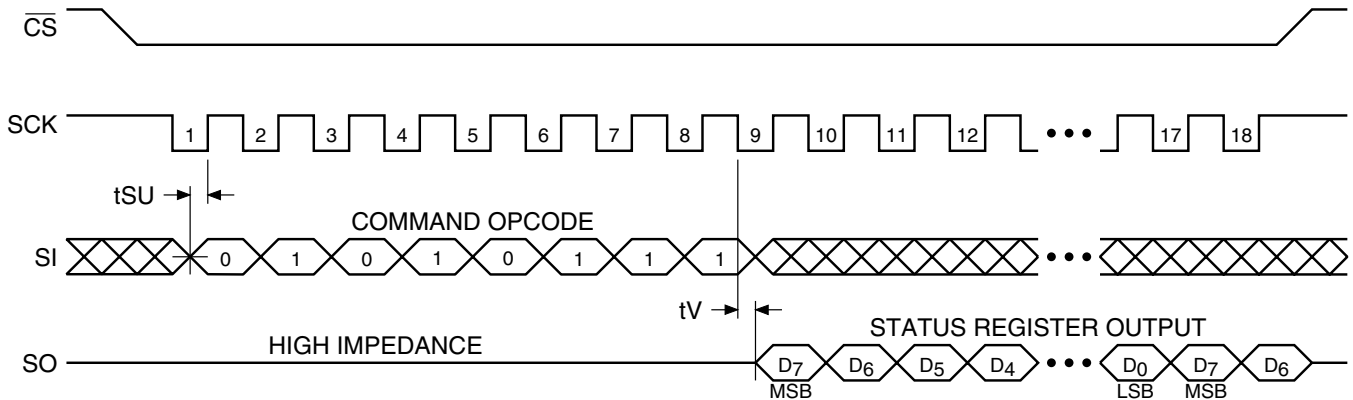 CS
SCK 1 2 3 4 5 6 7 8 9 10 11 12 17 18
tSU
COMMAND OPCODE
SI 0 1 0 1 0 1 1 1
tV
STATUS REGISTER OUTPUT
HIGH IMPEDANCE
SO D7 D6 D5 D4 D0 D7 D6
MSB LSB MSB